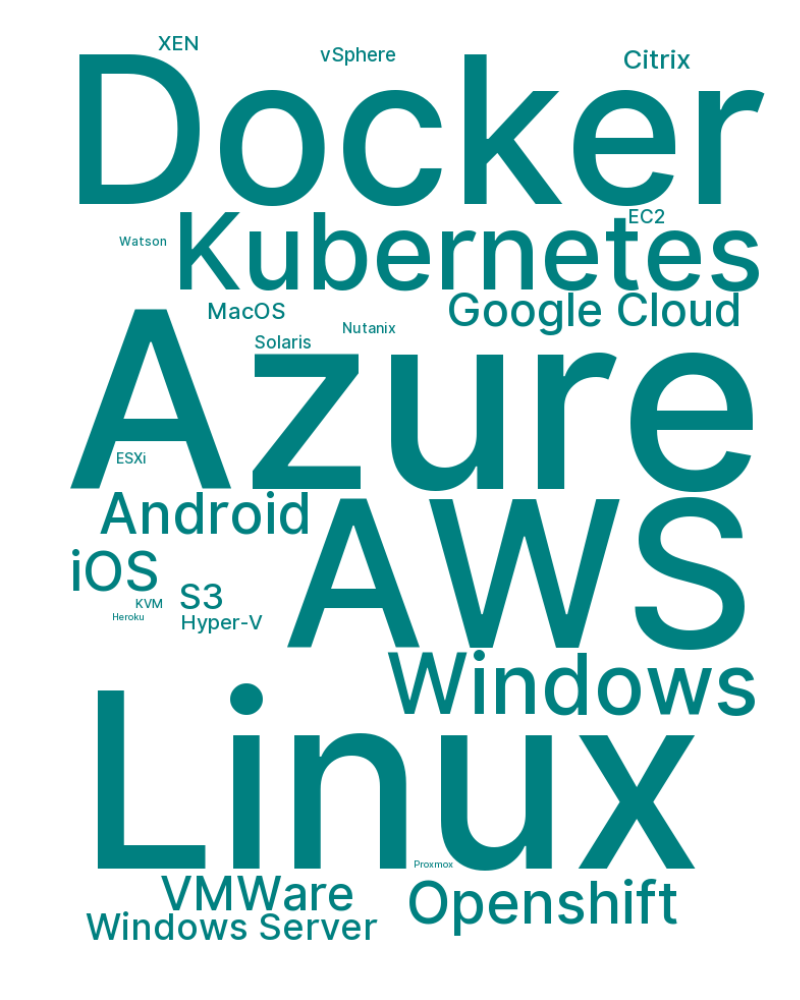 XEN
vSphere
Citrix
Docker
EC2
Watson
Kubernetes
Google Cloud
MacOS
Nutanix
Solaris
Azure
ESXi
Android
AWS
iOS
S3
KVM
Heroku
Hyper-V
Windows
Linux
Proxmox
VMWare
Openshift
Windows Server